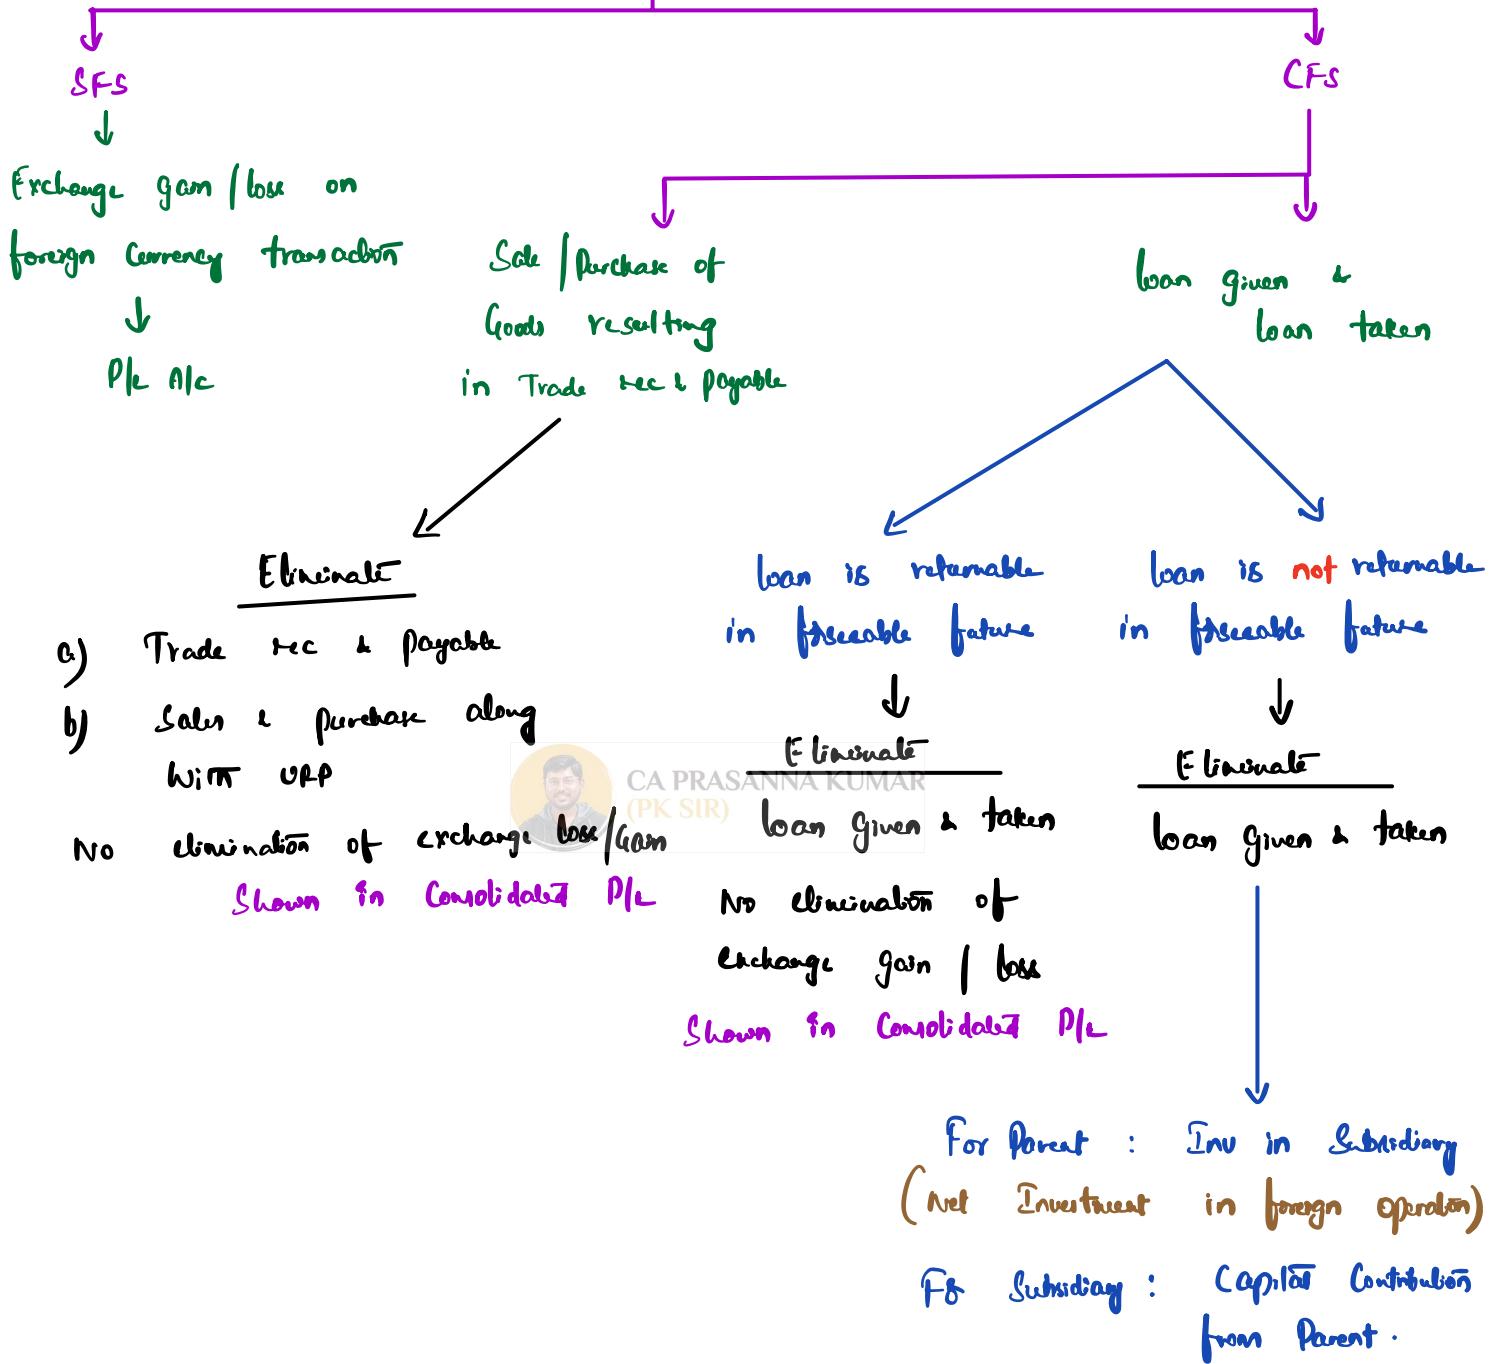 SFS
CFS
Exchange gain / loss on
foreign Currency transaction
P/L A/c
Sale / Purchase of
Goods resulting
in Trade rec & payable
loan given &
loan taken
Eliminate
a) Trade rec & payable
b) Sales & purchase along
With URP
No elimination of exchange loss / Gain
Shown in Consolidated P/L
loan is returnable
in forseeable future
Eliminate
loan given & taken
No elimination of
exchange gain / loss
Shown in Consolidated P/L
loan is not returnable
in forseeable future
Eliminate
loan given & taken
For Parent : Inv in Subsidiary
(Net Investment in foreign operation)
For Subsidiary : Capital Contribution
from Parent.
CA PRASANNA KUMAR
(PK SIR)